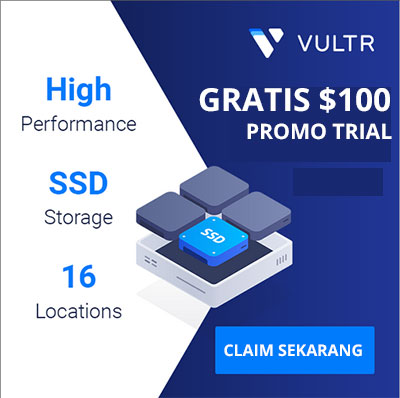 VULTR
High
Performance
GRATIS $100
PROMO TRIAL
SSD
Storage
SSD
16
Locations
CLAIM SEKARANG